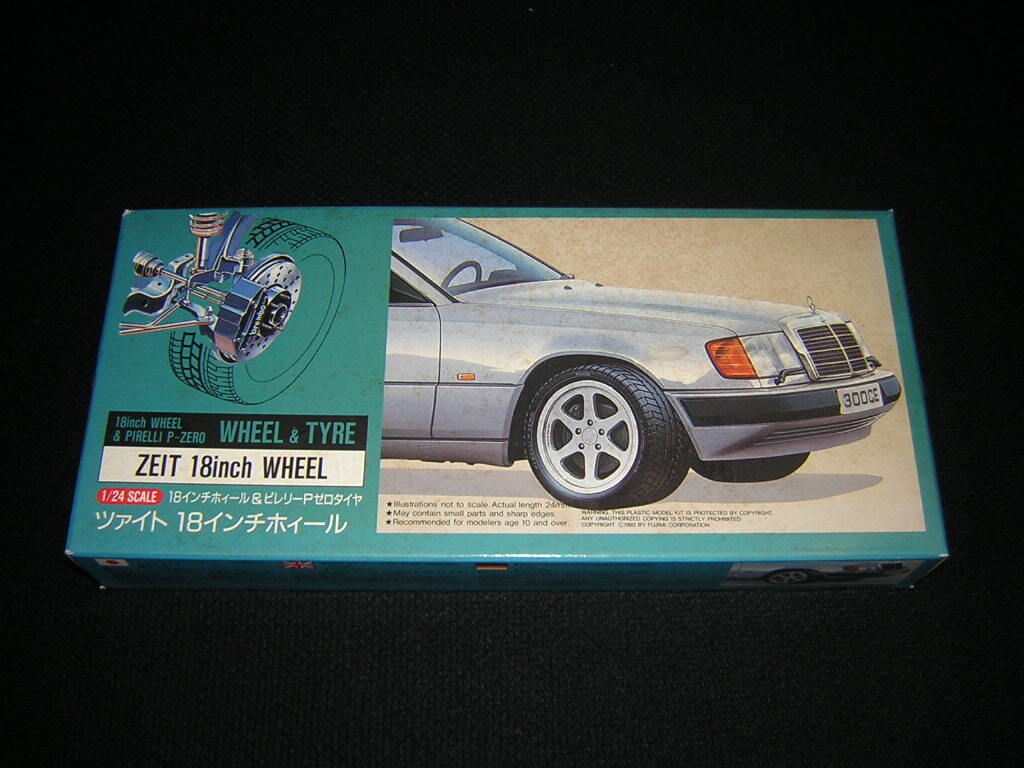 brembo
18inch WHEEL
& PIRELLI P-ZERO
WHEEL & TYRE
ZEIT 18inch WHEEL
1/24 SCALE
18インチホィール&ピレリーPゼロタイヤ
ツァイト 18インチホィール
300CE
★Illustrations not to scale. Actual length 24mm
★May contain small parts and sharp edges.
★Recommended for modelers age 10 and over.
WARNING: THIS PLASTIC MODEL KIT IS PROTECTED BY COPYRIGHT.
ANY UNAUTHORIZED COPYING IS STRICTLY PROHIBITED
COPYRIGHT C1992 BY FUJIMI CORPORATION